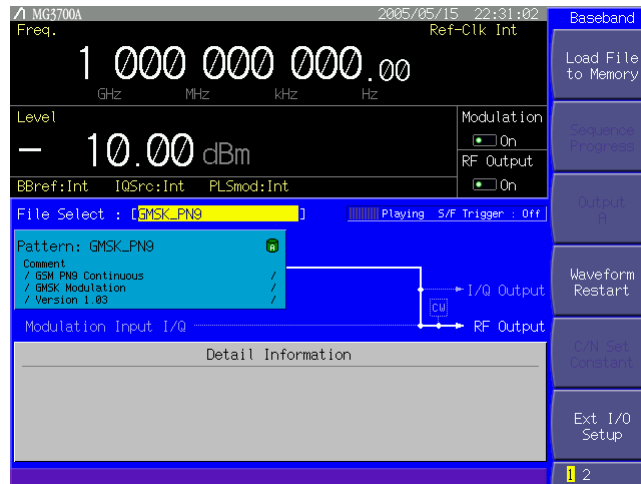 MG3700A 2005/05/15 22:31:02
Freq. Ref-Clk Int
1 000 000 000.00
GHz MHz kHz Hz
Level
- 10.00 dBm
Modulation
On
RF Output
On
BBref:Int IQSrc:Int PLSmod:Int
File Select : [GMSK_PN9 ] Playing S/F Trigger : Off
Pattern: GMSK_PN9 A
Comment
/ GSM PN9 Continuous /
/ GMSK Modulation /
/ Version 1.03 /
I/Q Output
CW
Modulation Input I/Q RF Output
Detail Information
Baseband
Load File
to Memory
Sequence
Progress
Output
A
Waveform
Restart
C/N Set
Constant
Ext I/O
Setup
1 2